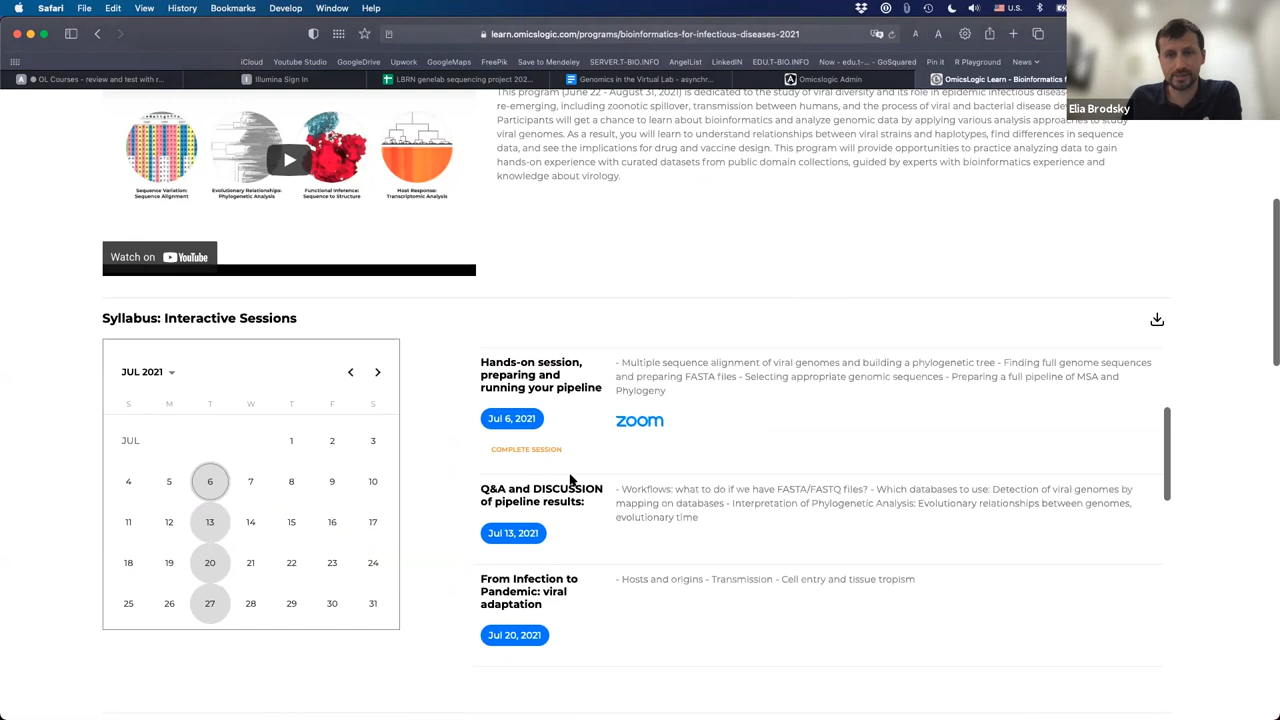 Safari File Edit View History Bookmarks Develop Window Help U.S.
learn.omicslogic.com/programs/bioinformatics-for-infectious-diseases-2021
iCloud Youtube Studio GoogleDrive Upwork GoogleMaps FreePik Save to Mendeley SERVER.T-BIO.INFO AngelList LinkedIN EDU.T-BIO.INFO Now - edu.t-... - GoSquared Pin it R Playground News
OL Courses - review and test with r... Illumina Sign In LBRN genelab sequencing project 202... Genomics in the Virtual Lab - asynchr... OmicsLogic Admin OmicsLogic Learn - Bioinformatics f
Elia Brodsky
This program (June 22 - August 31, 2021) is dedicated to the study of viral diversity and its role in epidemic infectious
re-emerging, including zoonotic spillover, transmission between humans, and the process of viral and bacterial disease
Participants will get a chance to learn about bioinformatics and analyze genomic data by applying various analysis approaches to study
viral genomes. As a result, you will learn to understand relationships between viral strains and haplotypes, find differences in sequence
data, and see the implications for drug and vaccine design. This program will provide opportunities to practice analyzing data to gain
hands-on experience with curated datasets from public domain collections, guided by experts with bioinformatics experience and
knowledge about virology.
Sequence Variation: Evolutionary Relationships: Functional Inference: Host Response:
Sequence Alignment Phylogenetic Analysis Sequence to Structure Transcriptomic Analysis
Watch on YouTube
Syllabus: Interactive Sessions
JUL 2021
S M T W T F S
JUL 1 2 3
4 5 6 7 8 9 10
11 12 13 14 15 16 17
18 19 20 21 22 23 24
25 26 27 28 29 30 31
Hands-on session,
preparing and
running your pipeline
Jul 6, 2021
COMPLETE SESSION
- Multiple sequence alignment of viral genomes and building a phylogenetic tree - Finding full genome sequences
and preparing FASTA files - Selecting appropriate genomic sequences - Preparing a full pipeline of MSA and
Phylogeny
zoom
Q&A and DISCUSSION
of pipeline results:
Jul 13, 2021
- Workflows: what to do if we have FASTA/FASTQ files? - Which databases to use: Detection of viral genomes by
mapping on databases - Interpretation of Phylogenetic Analysis: Evolutionary relationships between genomes,
evolutionary time
From Infection to
Pandemic: viral
adaptation
Jul 20, 2021
- Hosts and origins - Transmission - Cell entry and tissue tropism